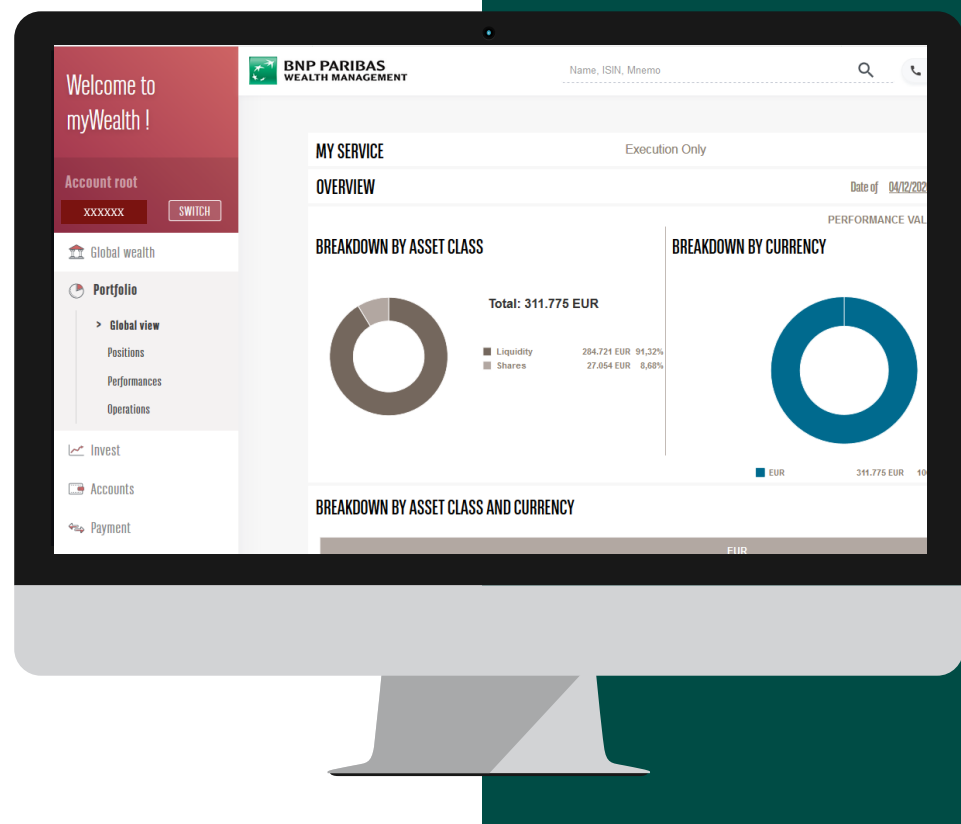 Welcome to
myWealth !
Account root
xxxxxx
SWITCH
Global wealth
Portfolio
> Global view
Positions
Performances
Operations
Invest
Accounts
Payment
BNP PARIBAS
WEALTH MANAGEMENT
Name, ISIN, Mnemo
MY SERVICE
Execution Only
OVERVIEW
Date of
PERFORMANCE
BREAKDOWN BY ASSET CLASS
Total: 311.775 EUR
Liquidity 284.721 EUR 91,32%
Shares 27.054 EUR 8,68%
BREAKDOWN BY CURRENCY
EUR 311.775 EUR
BREAKDOWN BY ASSET CLASS AND CURRENCY
EUR